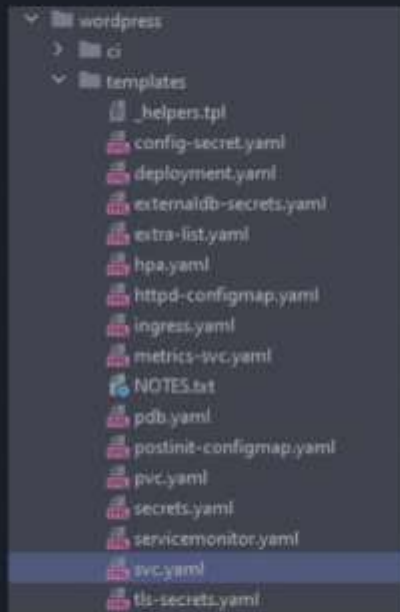 wordpress
ci
templates
_helpers.tpl
config-secret.yaml
deployment.yaml
externaldb-secrets.yaml
extra-list.yaml
hpa.yaml
httpd-configmap.yaml
ingress.yaml
metrics-svc.yaml
NOTES.txt
pdb.yaml
postinit-configmap.yaml
pvc.yaml
secrets.yaml
servicemonitor.yaml
svc.yaml
tls-secrets.yaml